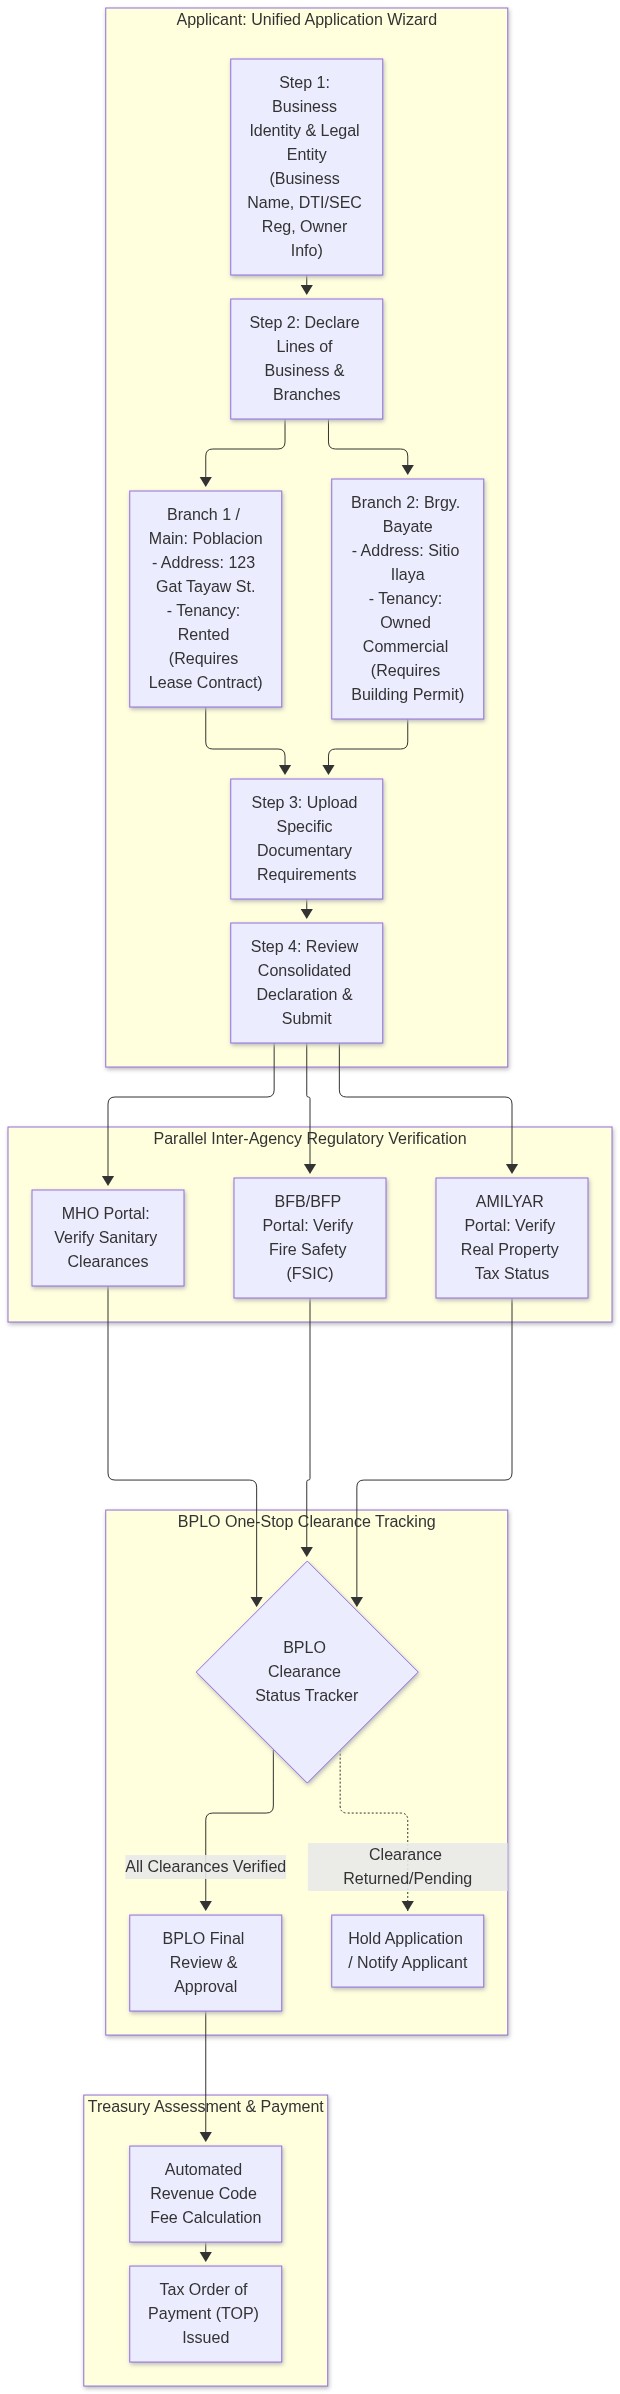 Applicant: Unified Application Wizard
Step 1:
Business
Identity & Legal
Entity
(Business
Name, DTI/SEC
Reg, Owner
Info)
Step 2: Declare
Lines of
Business &
Branches
Branch 1 /
Main: Poblacion
- Address: 123
Gat Tayaw St.
- Tenancy:
Rented
(Requires
Lease Contract)
Branch 2: Brgy.
Bayate
- Address: Sitio
Ilaya
- Tenancy:
Owned
Commercial
(Requires
Building Permit)
Step 3: Upload
Specific
Documentary
Requirements
Step 4: Review
Consolidated
Declaration &
Submit
Parallel Inter-Agency Regulatory Verification
MHO Portal:
Verify Sanitary
Clearances
BFB/BFP
Portal: Verify
Fire Safety
(FSIC)
AMILYAR
Portal: Verify
Real Property
Tax Status
BPLO One-Stop Clearance Tracking
BPLO
Clearance
Status Tracker
All Clearances Verified
Clearance
Returned/Pending
BPLO Final
Review &
Approval
Hold Application
/ Notify Applicant
Treasury Assessment & Payment
Automated
Revenue Code
Fee Calculation
Tax Order of
Payment (TOP)
Issued